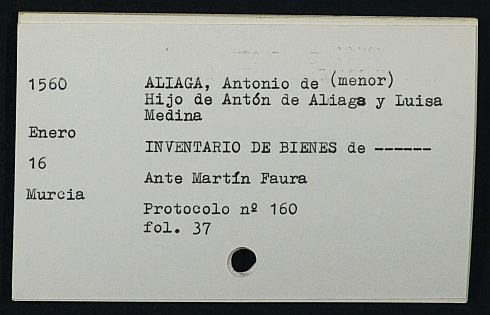 1560
ALIAGA, Antonio de (menor)
Hijo de Antón de Aliaga y Luisa
Medina
Enero
INVENTARIO DE BIENES de ------
16
Ante Martín Faura
Murcia
Protocolo nº 160
fol. 37